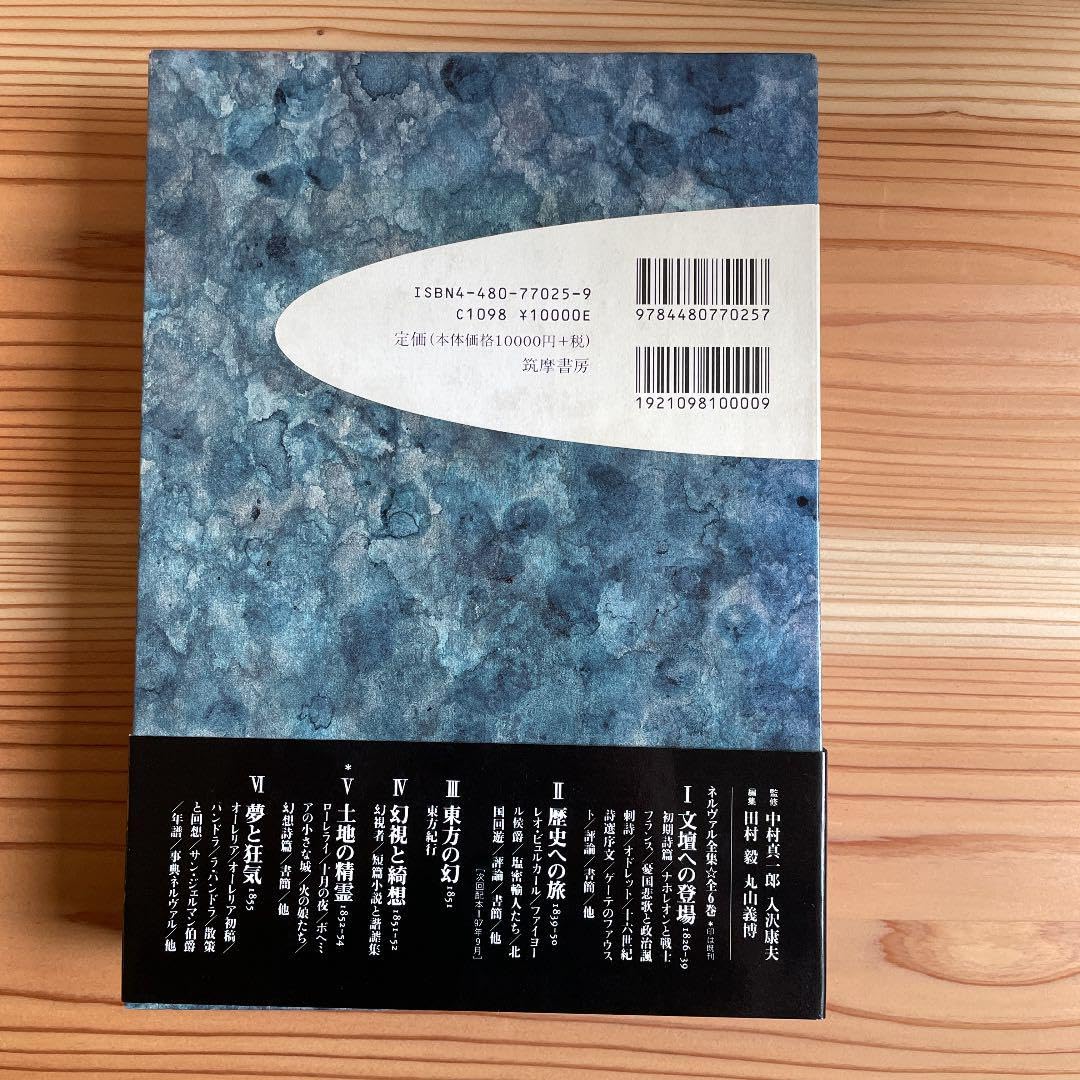 ISBN4-480-77025-9
C1098 ¥10000E
定価(本体価格10000円+税)
筑摩書房
9784480770257
1921098100009
監修 中村真一郎 入沢康夫
編集 田村 毅 丸山義博
ネルヴァル全集☆全6巻 *印は既刊
I 文壇への登場 1826-39
初期詩篇/ナポレオンと戦士
フランス、憂国悲歌と政治諷
刺詩/オドレット/十六世紀
詩選序文/ゲーテのファウス
ト/評論/書簡/他
II 歴史への旅 1839-50
レオ・ビュルカール/ファイヨー
ル侯爵/塩密輸人たち/北
国回遊/評論/書簡/他
[次回配本―97年9月]
III 東方の幻 1851
東方紀行
IV 幻視と綺想 1851-52
幻視者/短篇小説と諧謔集
*V 土地の精霊 1852-54
ローレライ/十月の夜/ボヘ…
アの小さな城/火の娘たち/
幻想詩篇/書簡/他
VI 夢と狂気 1855
オーレリア/オーレリア初稿/
パンドラ/ラ・パンドラ/散策
と回想/サン・ジェルマン伯爵
/年譜/事典ネルヴァル/他